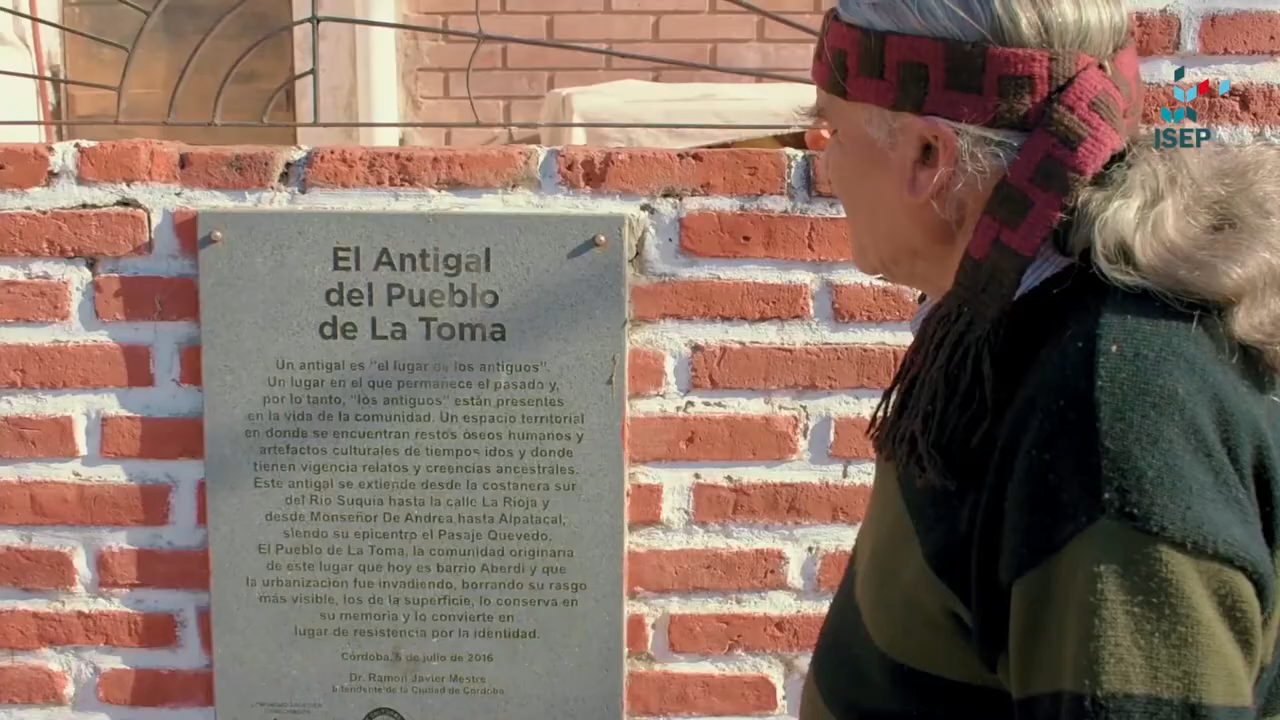 ISEP
El Antigal
del Pueblo
de La Toma
Un antigal es "el lugar de los antiguos".
Un lugar en el que permanece el pasado y,
por lo tanto, "los antiguos" están presentes
en la vida de la comunidad. Un espacio territorial
en donde se encuentran restos óseos humanos y
artefactos culturales de tiempos idos y donde
tienen vigencia relatos y creencias ancestrales.
Este antigal se extiende desde la costanera sur
del Río Suquía hasta la calle La Rioja y
desde Monseñor De Andrea hasta Alpatacal,
siendo su epicentro el Pasaje Quevedo.
El Pueblo de La Toma, la comunidad originaria
de este lugar que hoy es barrio Aberdi y que
la urbanización fue invadiendo, borrando su rasgo
más visible, los de la superficie, lo conserva en
su memoria y lo convierte en
lugar de resistencia por la identidad.
Córdoba, 5 de julio de 2016
Dr. Ramón Javier Mestre
Intendente de la Ciudad de Córdoba